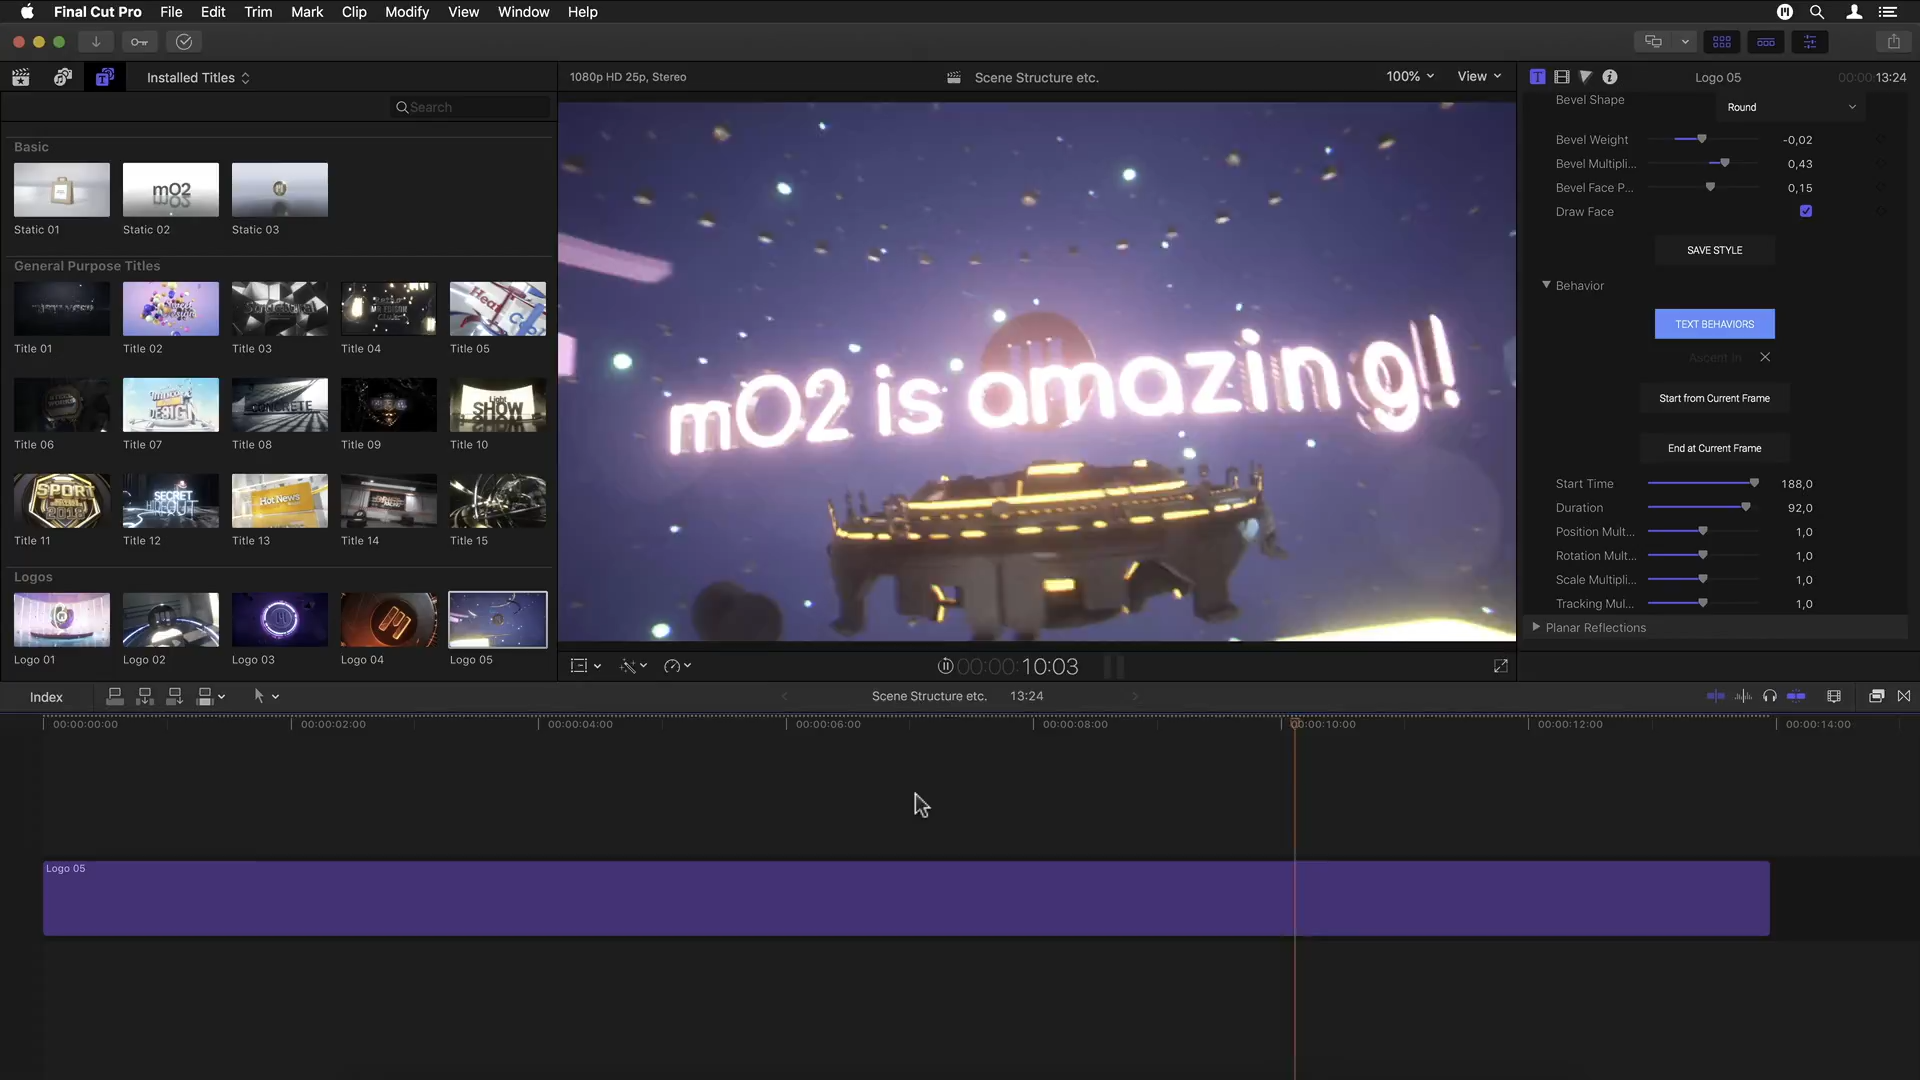 Final Cut Pro File Edit Trim Mark Clip Modify View Window Help
Installed Titles
Search
Basic
Static 01 Static 02 Static 03
General Purpose Titles
Title 01 Title 02 Title 03 Title 04 Title 05
CONCRETE
Light SHOW
Title 06 Title 07 Title 08 Title 09 Title 10
SPORT
SECRET HIDEOUT
Hot News
Title 11 Title 12 Title 13 Title 14 Title 15
Logos
Logo 01 Logo 02 Logo 03 Logo 04 Logo 05
1080p HD 25p, Stereo Scene Structure etc. 100% View
mO2 is amazing!!
00:00:10:03
Logo 05 00:00:13:24
Bevel Shape Round
Bevel Weight -0,02
Bevel Multipli... 0,43
Bevel Face P... 0,15
Draw Face
SAVE STYLE
Behavior
TEXT BEHAVIORS
Ascent In
Start from Current Frame
End at Current Frame
Start Time 188,0
Duration 92,0
Position Mult... 1,0
Rotation Mult... 1,0
Scale Multipli... 1,0
Tracking Mul... 1,0
Planar Reflections
Index Scene Structure etc. 13:24
00:00:00:00 00:00:02:00 00:00:04:00 00:00:06:00 00:00:08:00 00:00:10:00 00:00:12:00 00:00:14:00
Logo 05